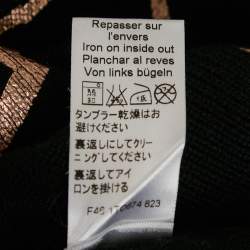 Repasser sur
l'envers
Iron on inside out
Planchar al reves
Von links bügeln
タンブラー乾燥はお
避けください
裏返しにしてクリー
ニングしてください
裏返してアイ
ロンを掛ける
823